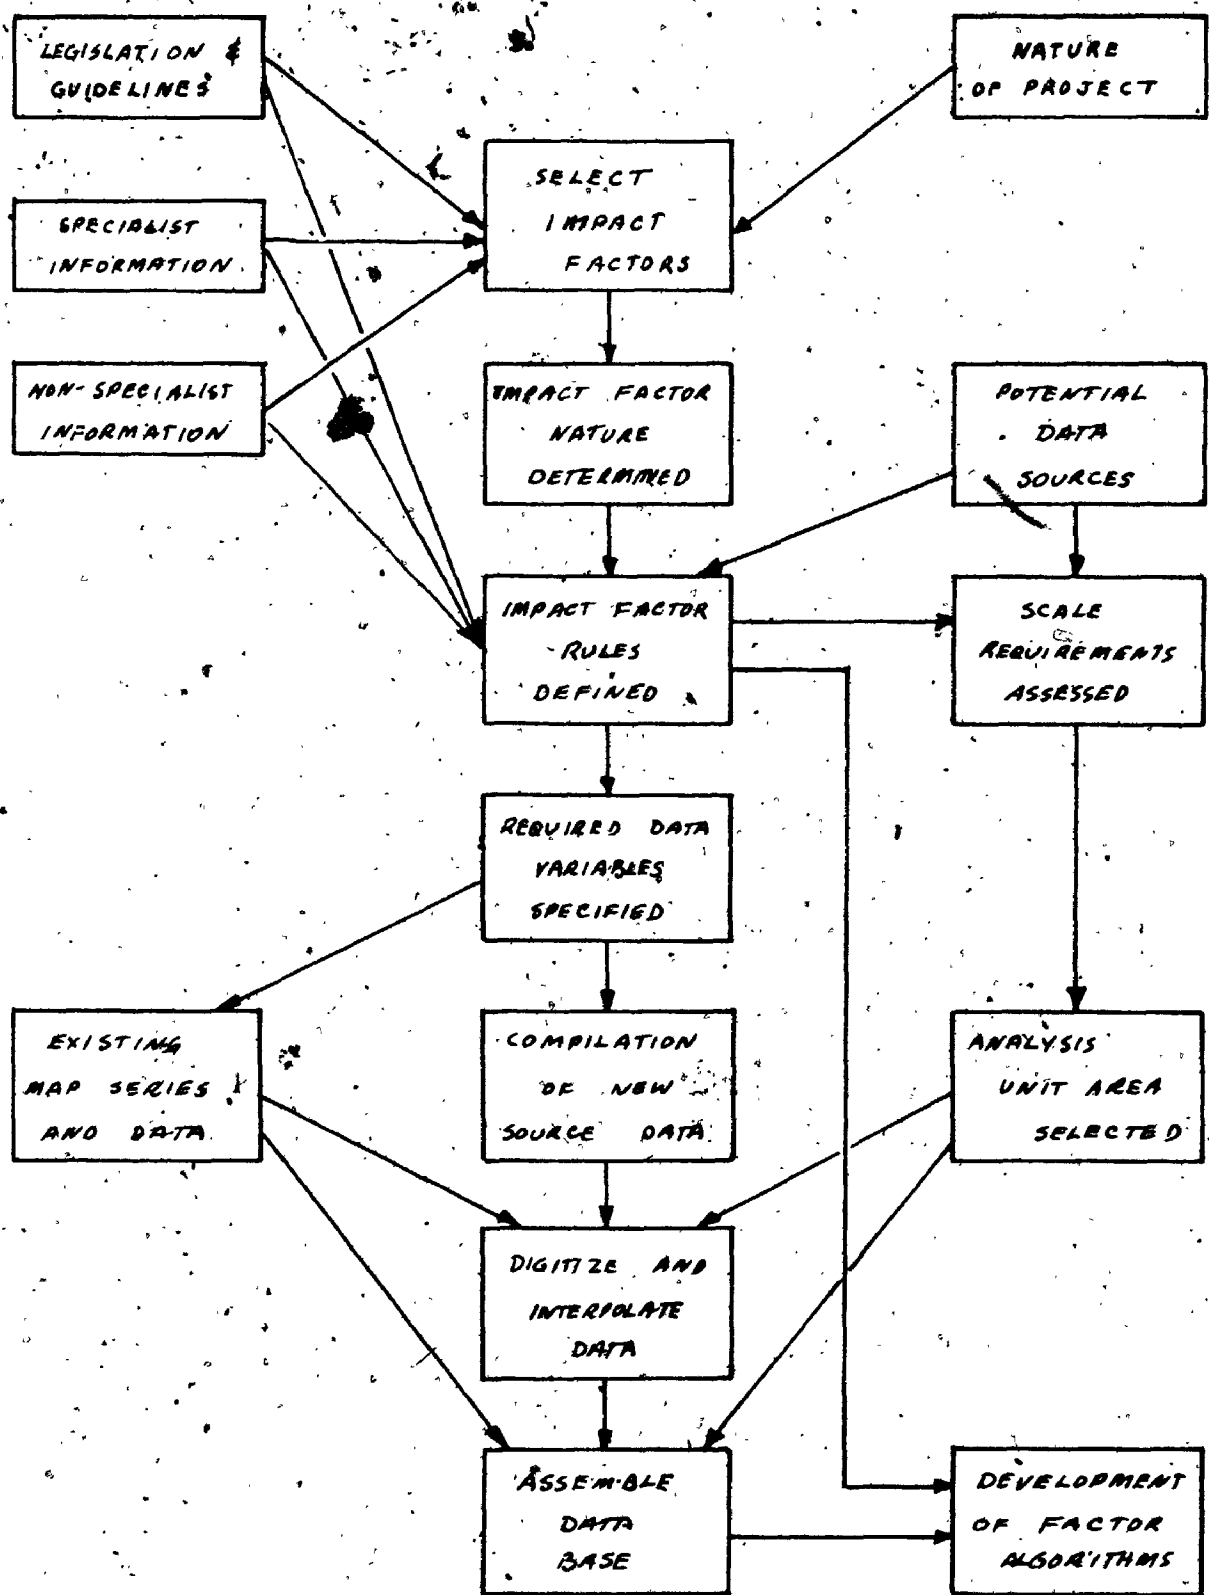 LEGISLATION &
GUIDELINES
NATURE
OF PROJECT
SELECT
IMPACT
FACTORS
SPECIALIST
INFORMATION
NON-SPECIALIST
INFORMATION
IMPACT FACTOR
NATURE
DETERMINED
POTENTIAL
DATA
SOURCES
IMPACT FACTOR
RULES
DEFINED
SCALE
REQUIREMENTS
ASSESSED
REQUIRED DATA
VARIABLES
SPECIFIED
EXISTING
MAP SERIES
AND DATA
COMPILATION
OF NEW
SOURCE DATA
ANALYSIS
UNIT AREA
SELECTED
DIGITIZE AND
INTERPOLATE
DATA
ASSEMBLE
DATA
BASE
DEVELOPMENT
OF FACTOR
ALGORITHMS